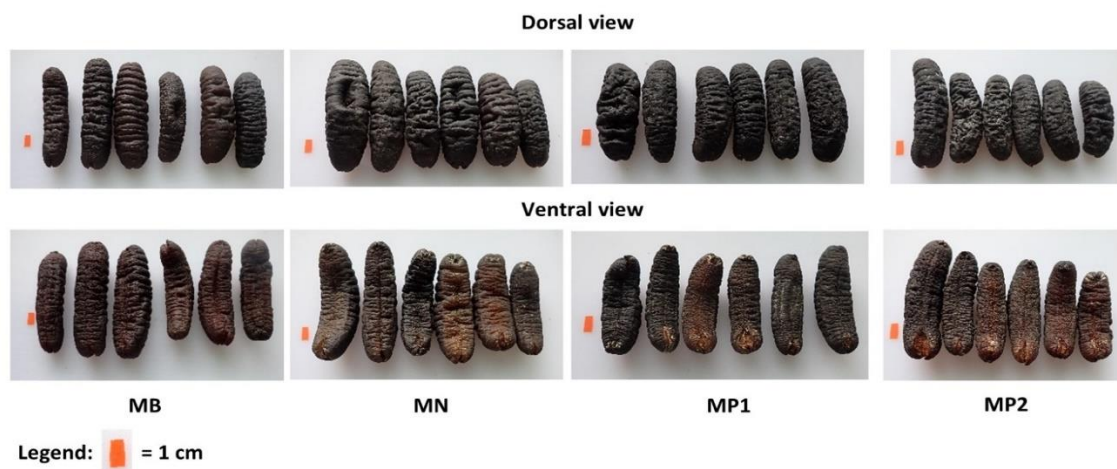 Dorsal view
Ventral view
MB MN MP1 MP2
Legend: = 1 cm